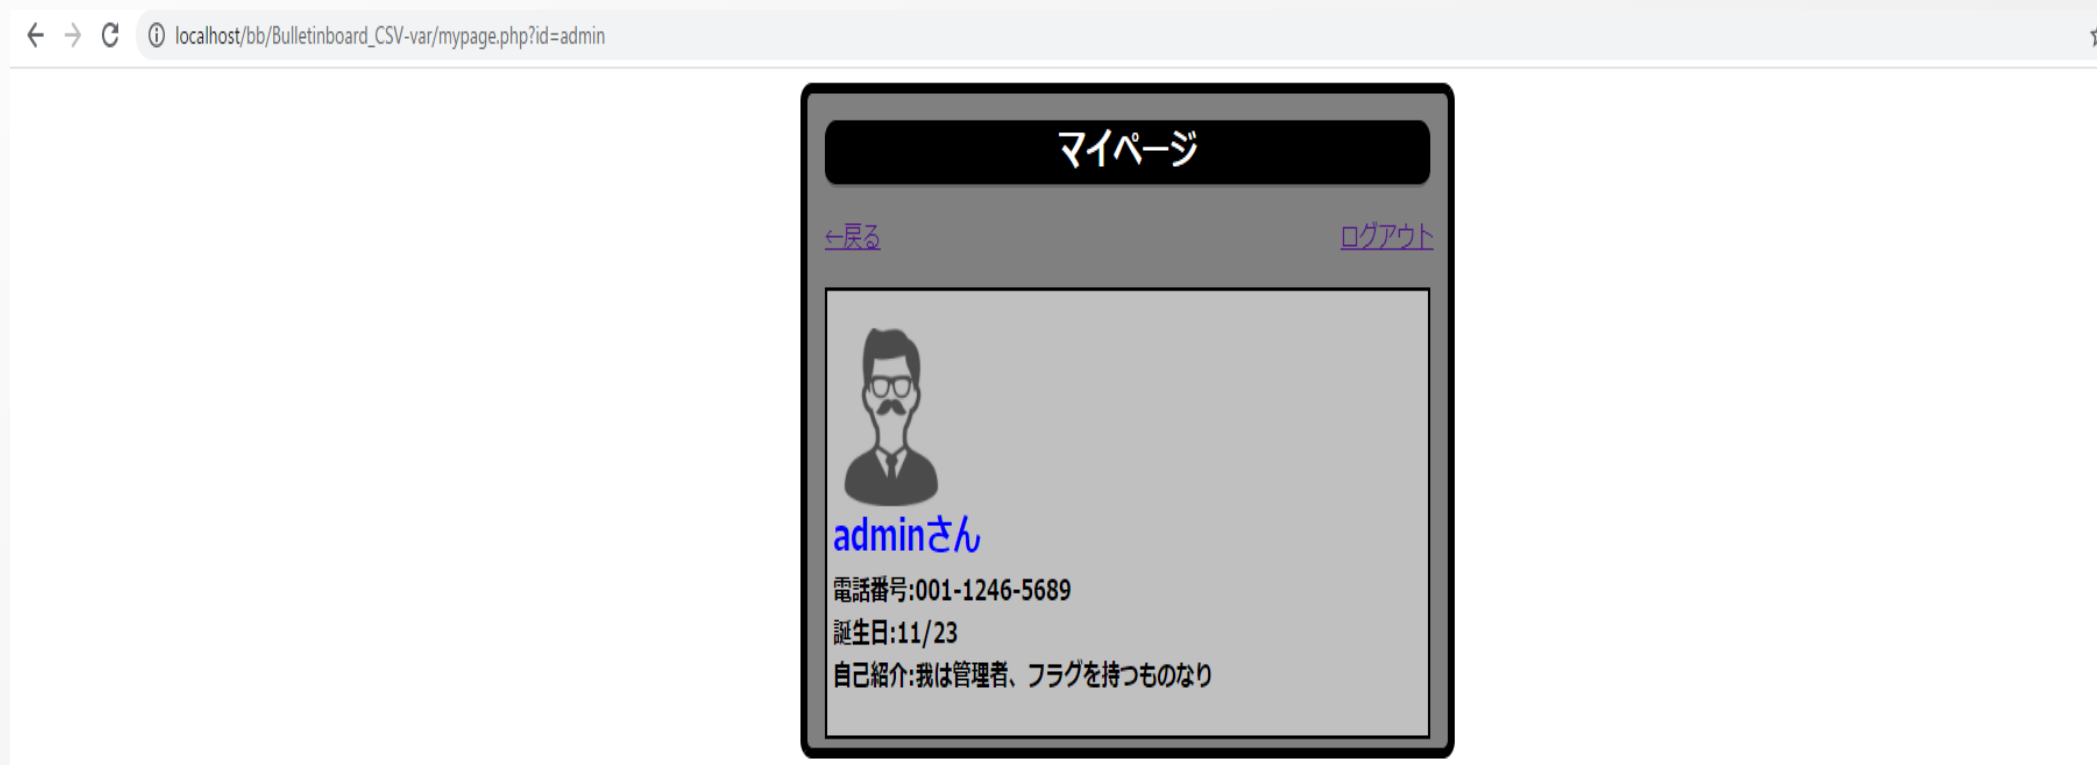 localhost/bb/Bulletinboard_CSV-var/mypage.php?id=admin
マイページ
←戻る ログアウト
adminさん
電話番号:001-1246-5689
誕生日:11/23
自己紹介:我は管理者、フラグを持つものなり